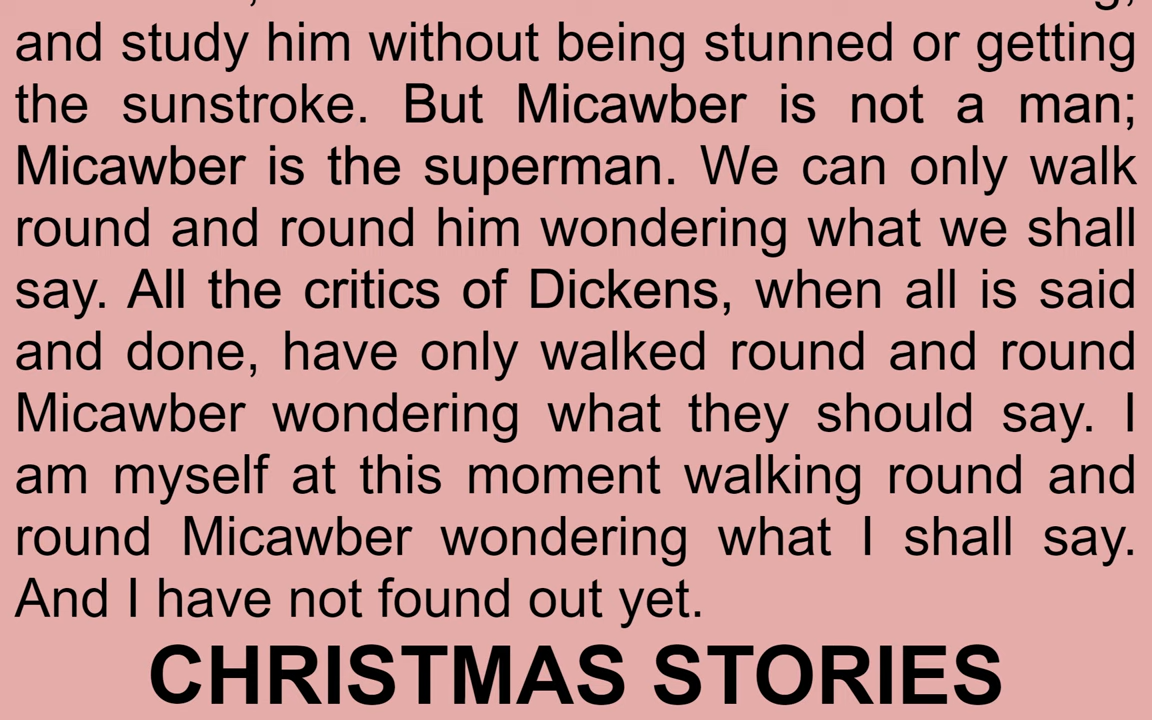 and study him without being stunned or getting
the sunstroke. But Micawber is not a man;
Micawber is the superman. We can only walk
round and round him wondering what we shall
say. All the critics of Dickens, when all is said
and done, have only walked round and round
Micawber wondering what they should say. I
am myself at this moment walking round and
round Micawber wondering what I shall say.
And I have not found out yet.
CHRISTMAS STORIES